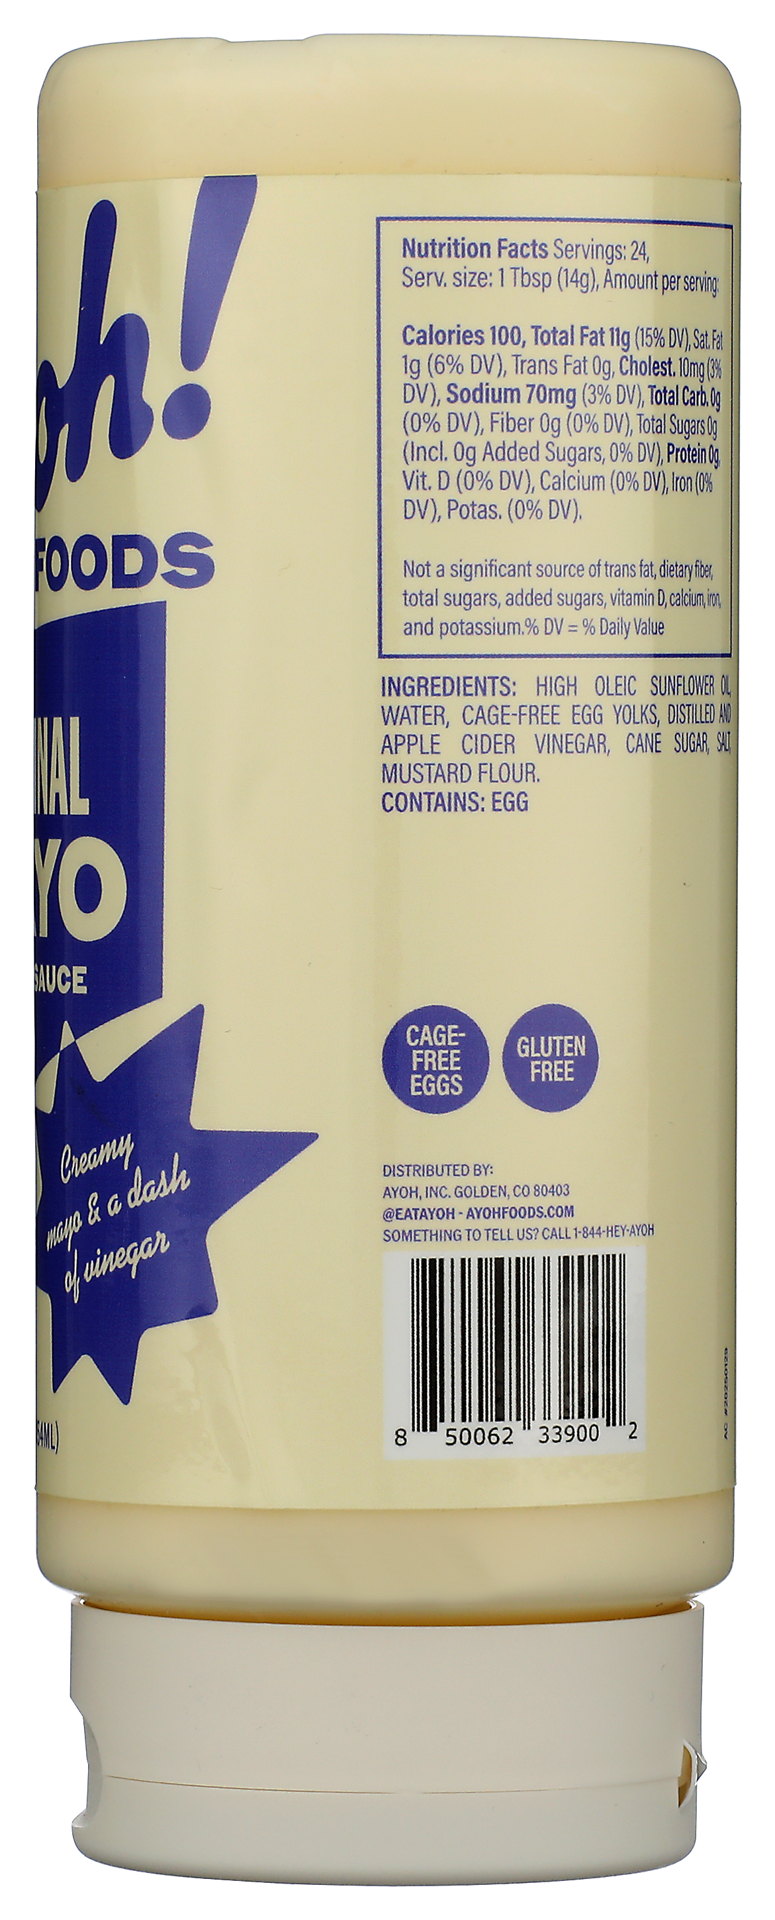 oh!
FOODS
INAL
YO
SAUCE
Creamy
mayo & a dash
of vinegar
54ML)
Nutrition Facts Servings: 24,
Serv. size: 1 Tbsp (14g), Amount per serving:
Calories 100, Total Fat 11g (15% DV), Sat. Fat
1g (6% DV), Trans Fat 0g, Cholest. 10mg (3%
DV), Sodium 70mg (3% DV), Total Carb. 0g
(0% DV), Fiber 0g (0% DV), Total Sugars 0g
(Incl. 0g Added Sugars, 0% DV), Protein 0g,
Vit. D (0% DV), Calcium (0% DV), Iron (0%
DV), Potas. (0% DV).
Not a significant source of trans fat, dietary fiber,
total sugars, added sugars, vitamin D, calcium, iron,
and potassium.% DV = % Daily Value
INGREDIENTS: HIGH OLEIC SUNFLOWER OIL,
WATER, CAGE-FREE EGG YOLKS, DISTILLED AND
APPLE CIDER VINEGAR, CANE SUGAR, SALT,
MUSTARD FLOUR.
CONTAINS: EGG
CAGE-
FREE
EGGS
GLUTEN
FREE
DISTRIBUTED BY:
AYOH, INC. GOLDEN, CO 80403
@EATAYOH - AYOHFOODS.COM
SOMETHING TO TELL US? CALL 1-844-HEY-AYOH
8 50062 33900 2
AC #20250129